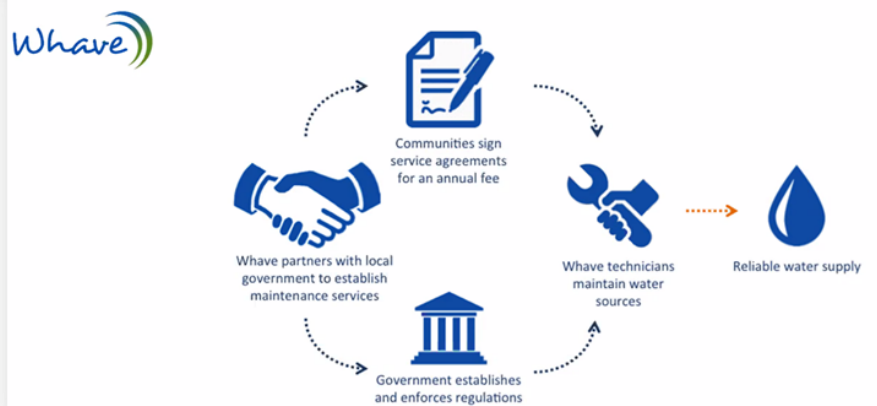 Whave
Communities sign
service agreements
for an annual fee
Whave partners with local
government to establish
maintenance services
Whave technicians
maintain water
sources
Reliable water supply
Government establishes
and enforces regulations